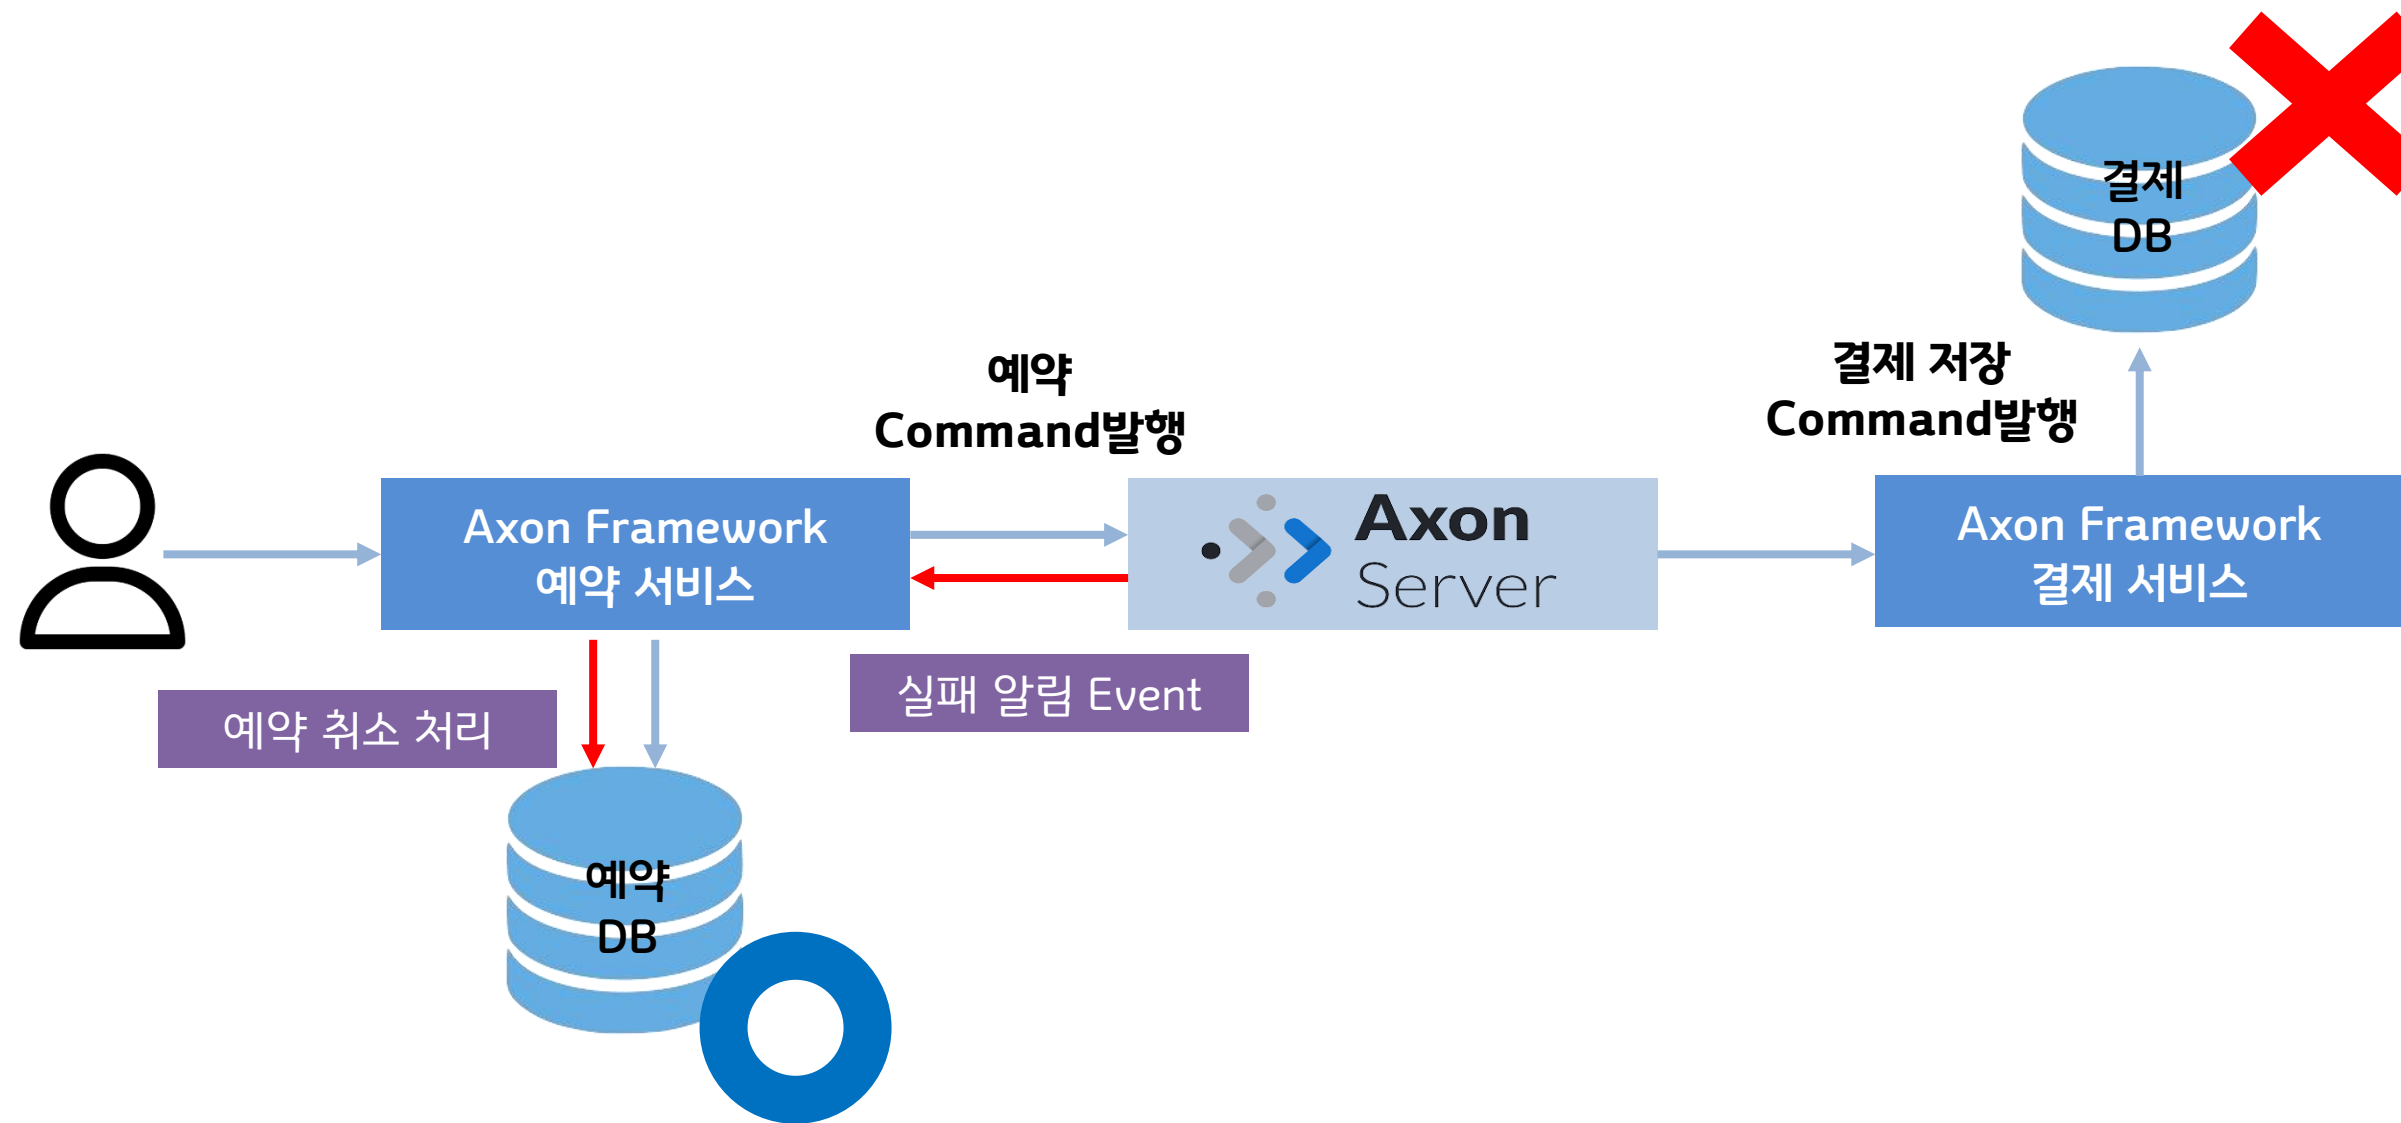 결제
DB
예약
Command발행
결제 저장
Command발행
Axon Framework
예약 서비스
Axon
Server
Axon Framework
결제 서비스
실패 알림 Event
예약 취소 처리
예약
DB